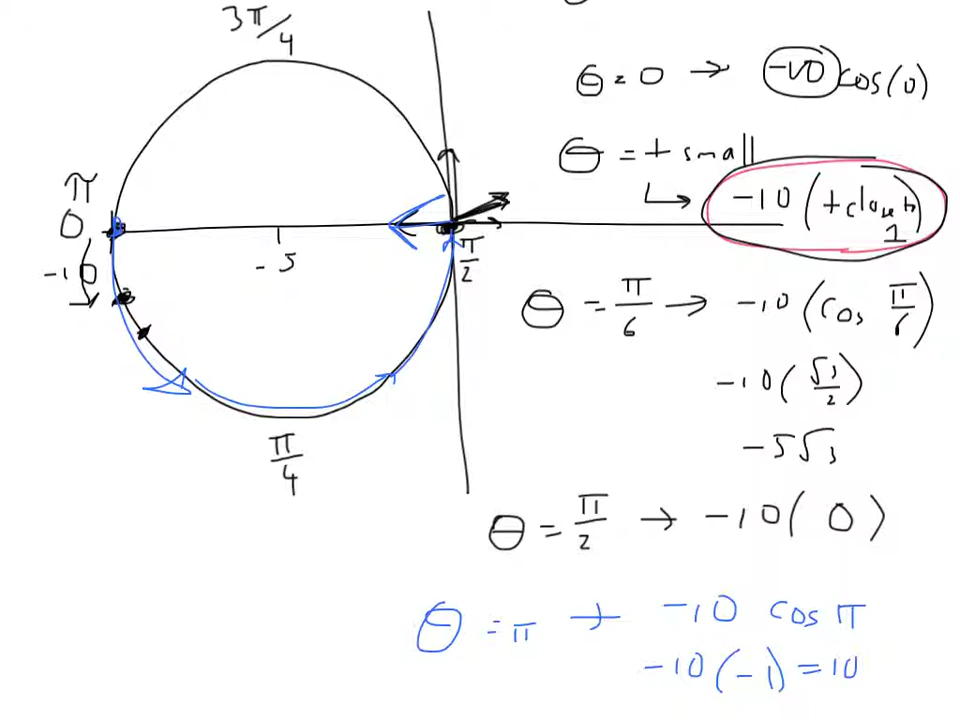 3π/4
θ = 0 → -10 cos(0)
θ = + small
↳ -10 (+ close to 1)
π
0
-10
-5
π/2
θ = π/6 → -10 (cos π/6)
-10 (√3/2)
-5√3
π/4
θ = π/2 → -10 ( 0 )
θ = π → -10 cos π
-10(-1) = 10